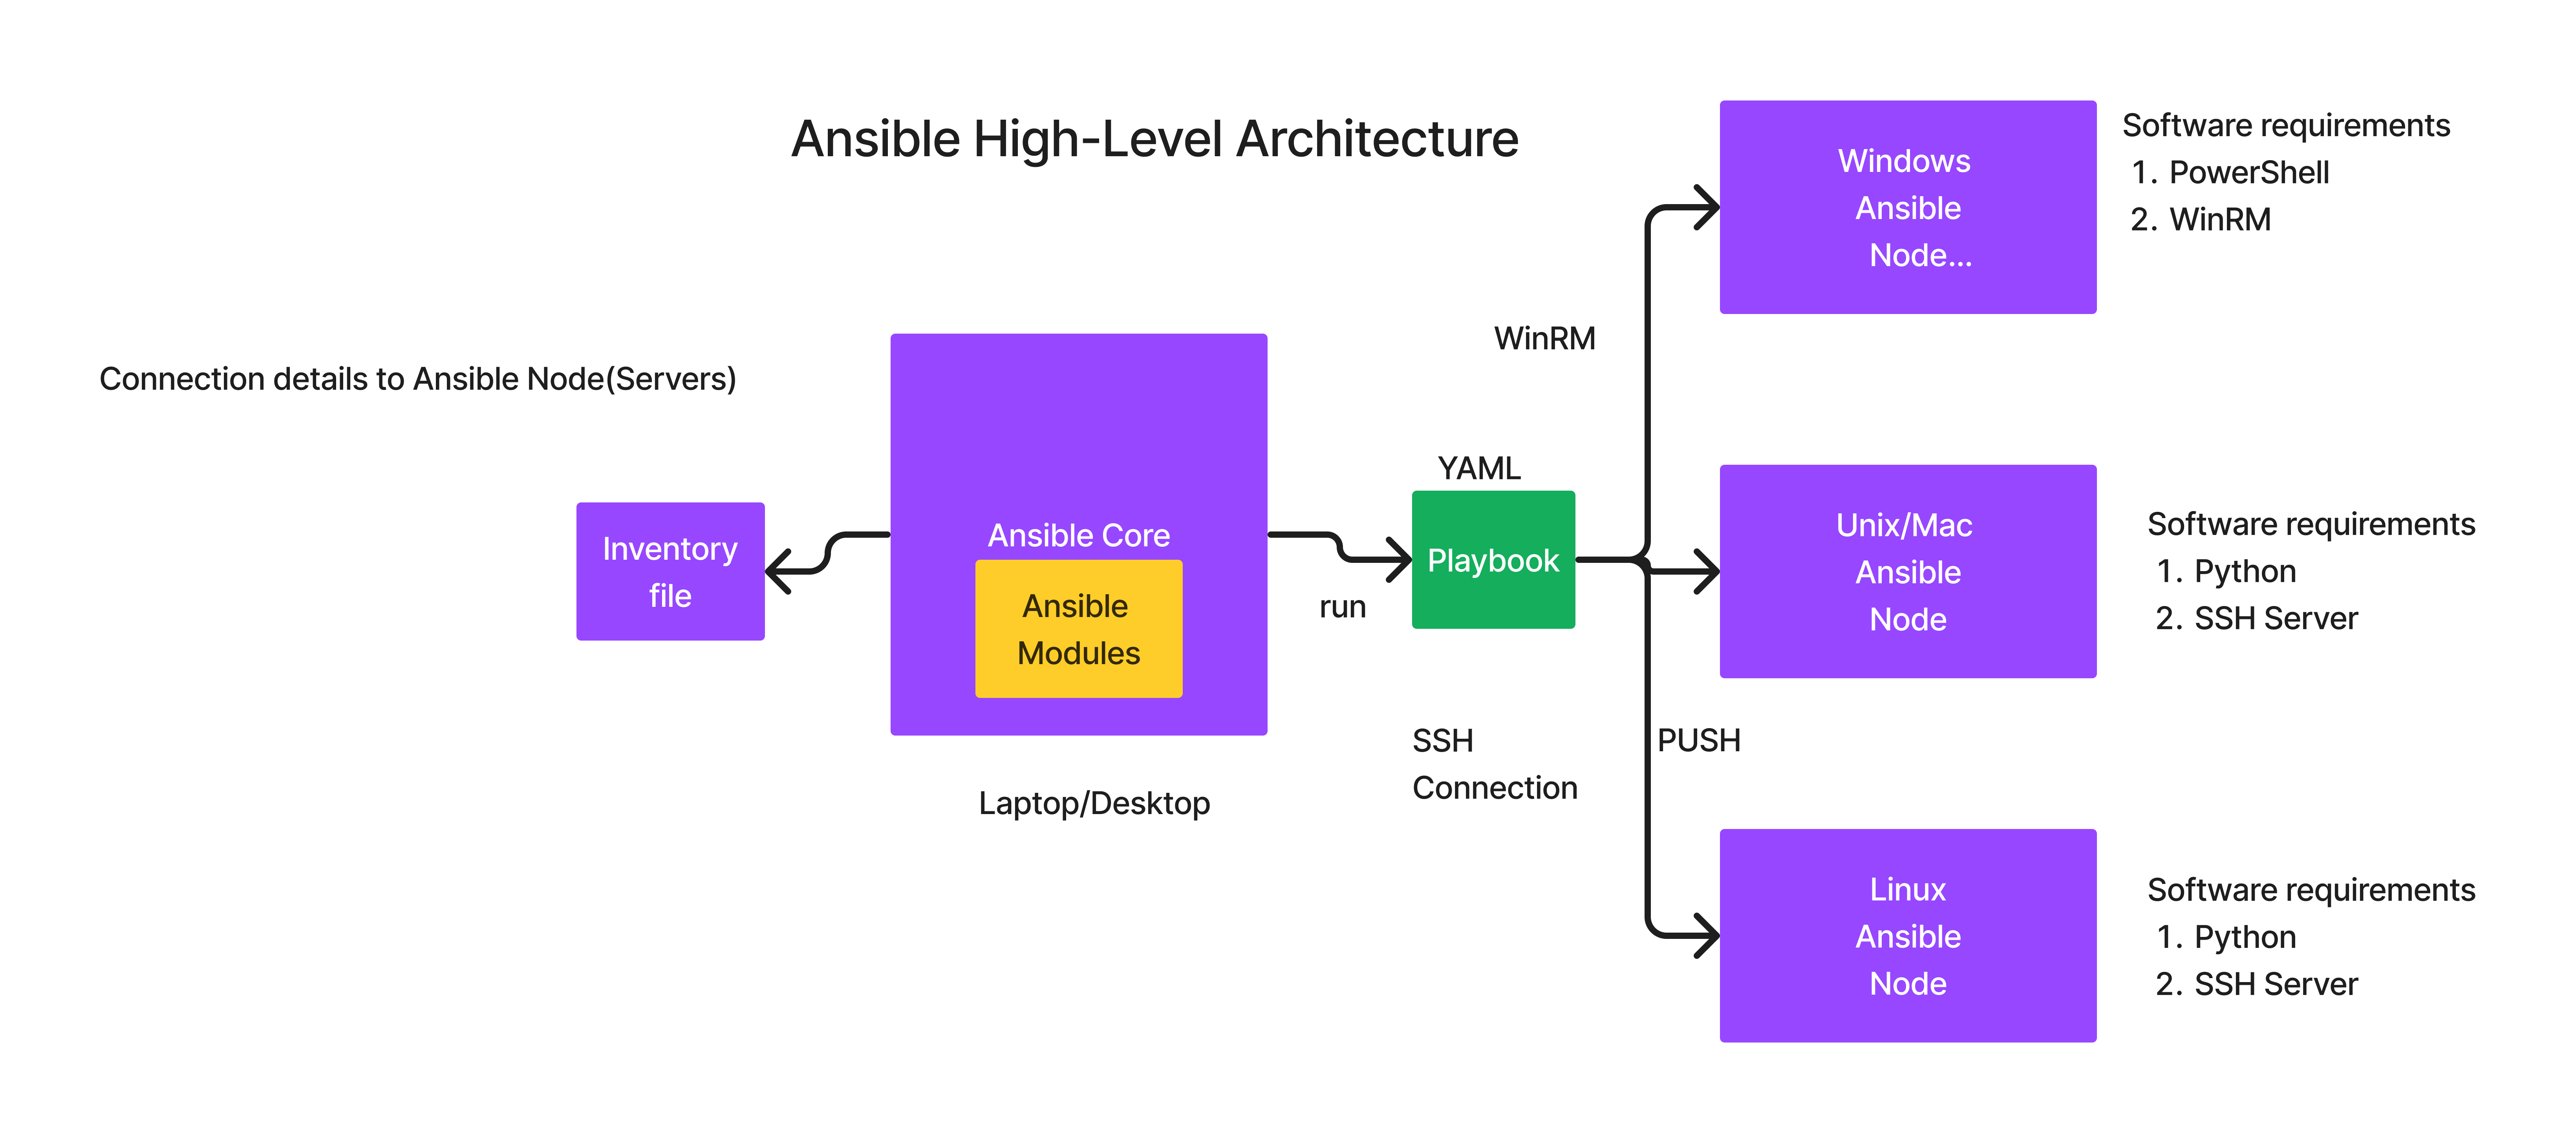 Ansible High-Level Architecture
Connection details to Ansible Node(Servers)
Inventory
file
Ansible Core
Ansible
Modules
Laptop/Desktop
run
YAML
Playbook
WinRM
SSH
Connection
PUSH
Windows
Ansible
Node...
Software requirements
1. PowerShell
2. WinRM
Unix/Mac
Ansible
Node
Software requirements
1. Python
2. SSH Server
Linux
Ansible
Node
Software requirements
1. Python
2. SSH Server